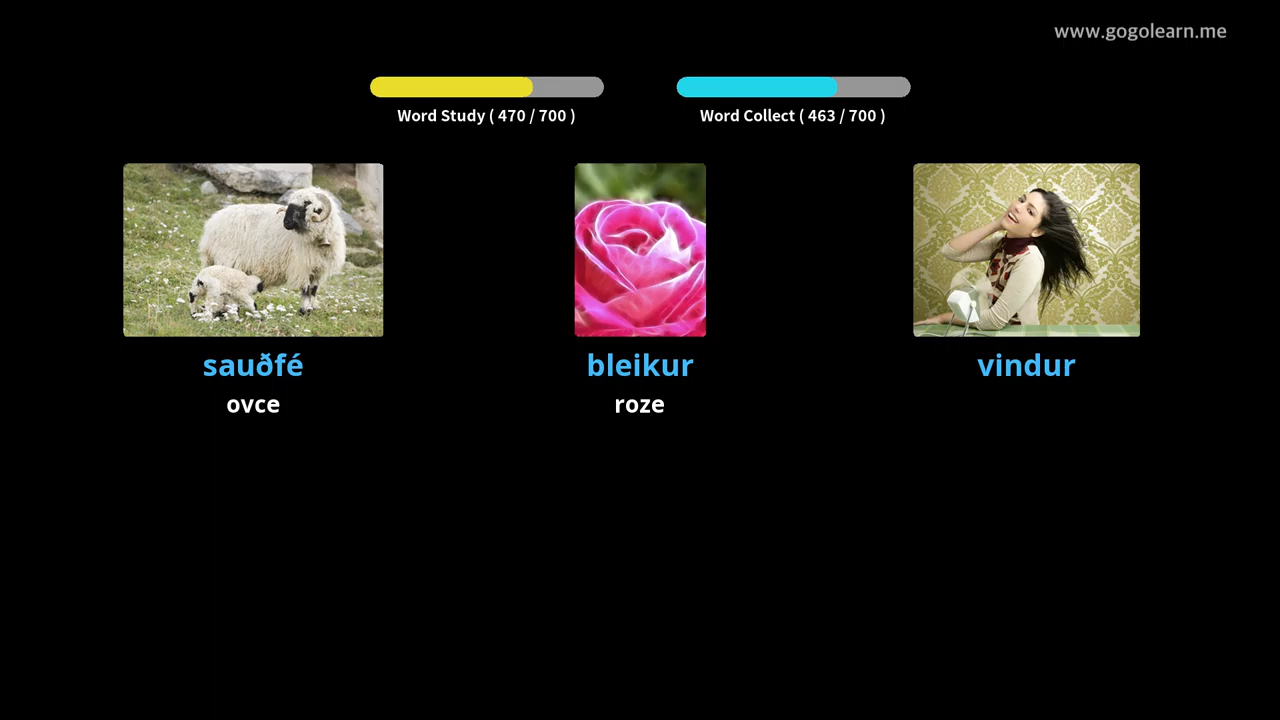 www.gogolearn.me
Word Study ( 470 / 700 )
Word Collect ( 463 / 700 )
sauðfé
bleikur
vindur
ovce
roze